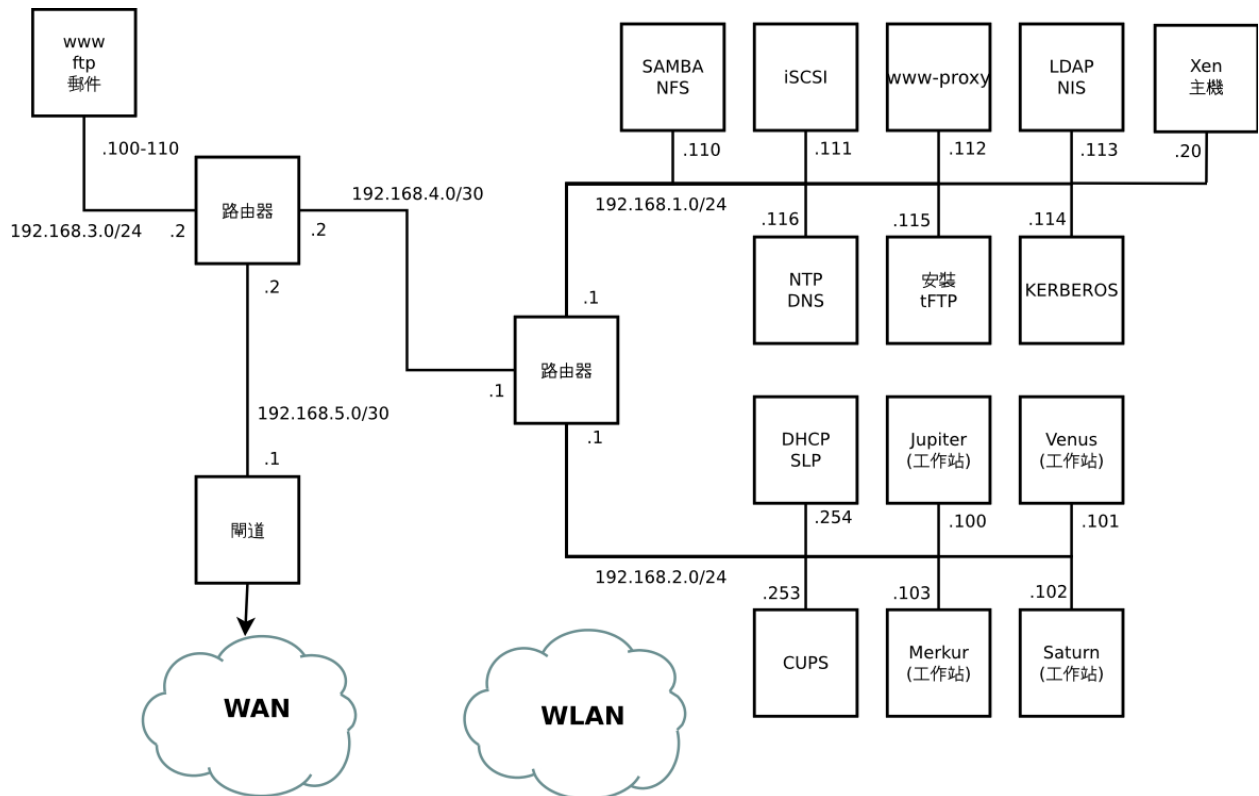 www
ftp
郵件
.100-110
192.168.3.0/24
.2
路由器
.2
192.168.4.0/30
.2
192.168.5.0/30
.1
閘道
WAN
SAMBA
NFS
iSCSI
www-proxy
LDAP
NIS
Xen
主機
.110
.111
.112
.113
.20
192.168.1.0/24
.116
.115
.114
NTP
DNS
安裝
tFTP
KERBEROS
.1
路由器
.1
.1
DHCP
SLP
Jupiter
(工作站)
Venus
(工作站)
.254
.100
.101
192.168.2.0/24
.253
.103
.102
CUPS
Merkur
(工作站)
Saturn
(工作站)
WLAN